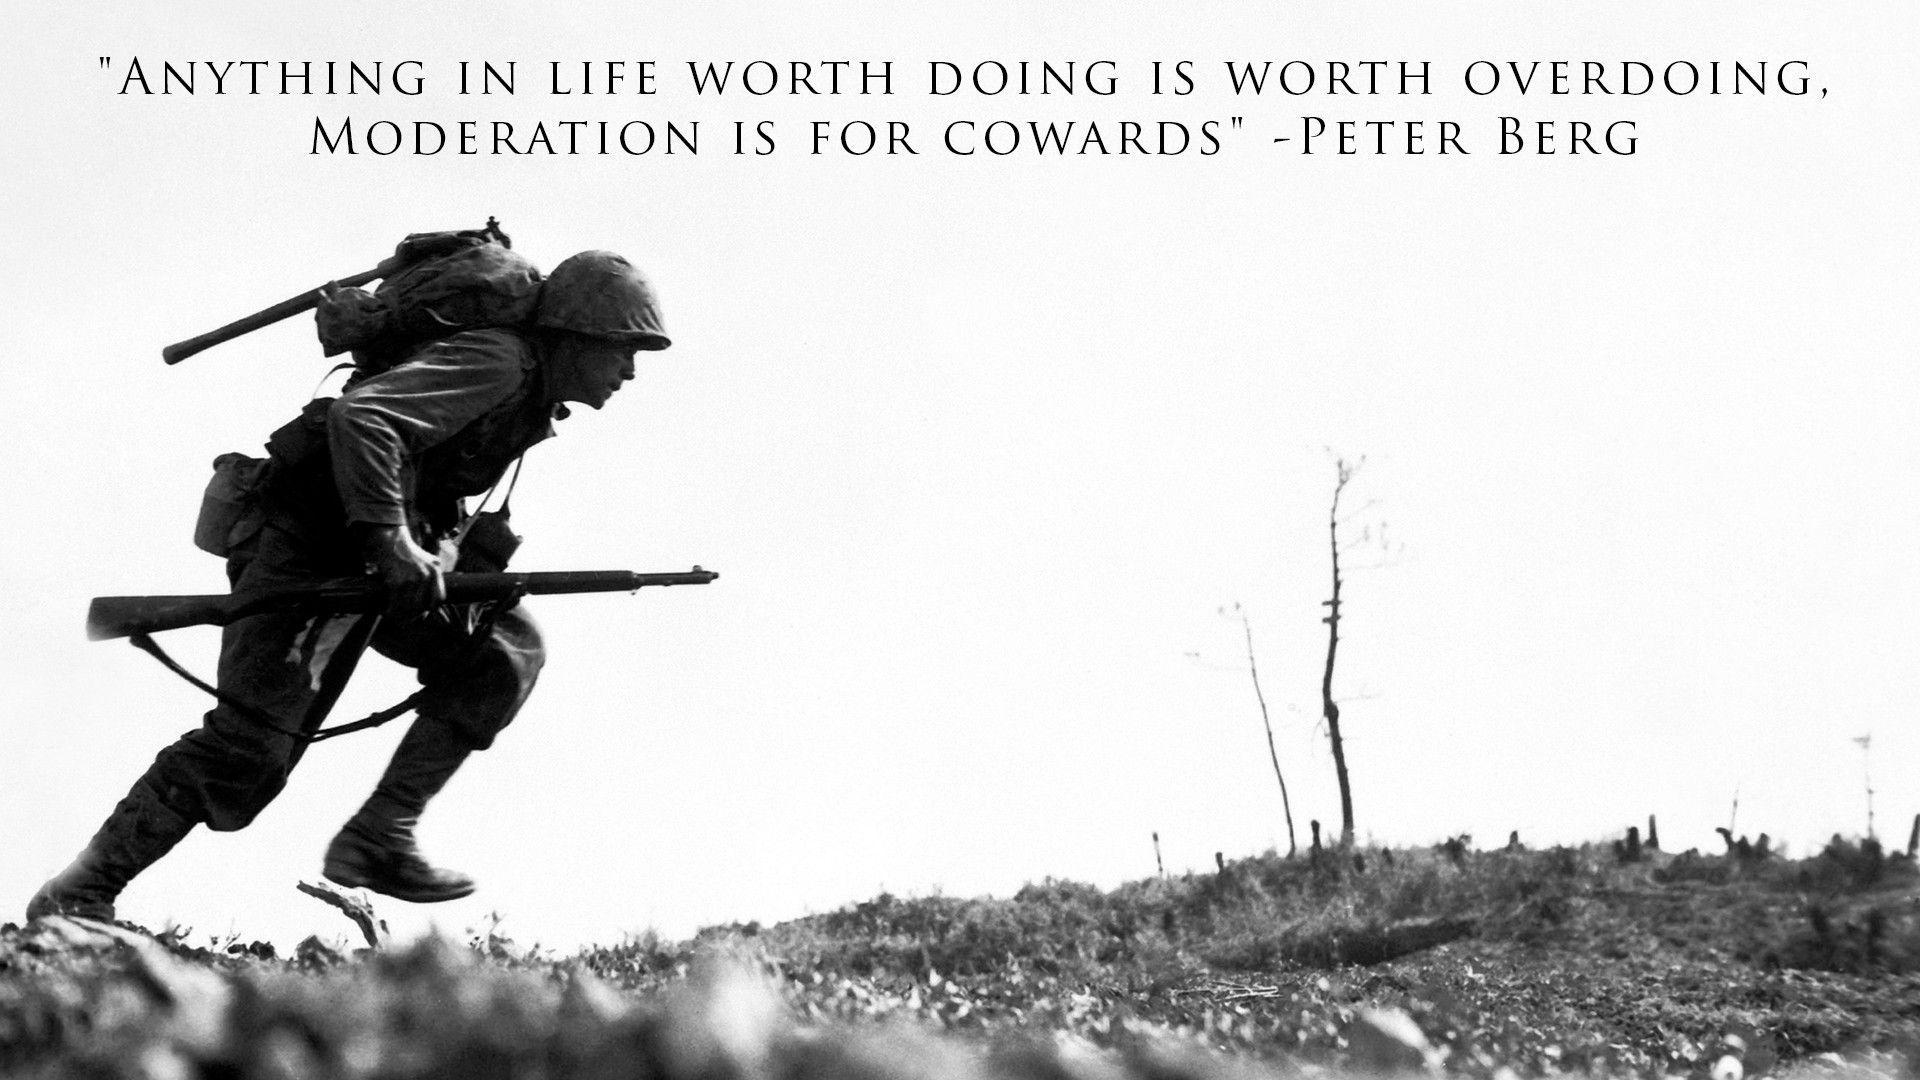 "Anything in life worth doing is worth overdoing,
Moderation is for cowards" -Peter Berg